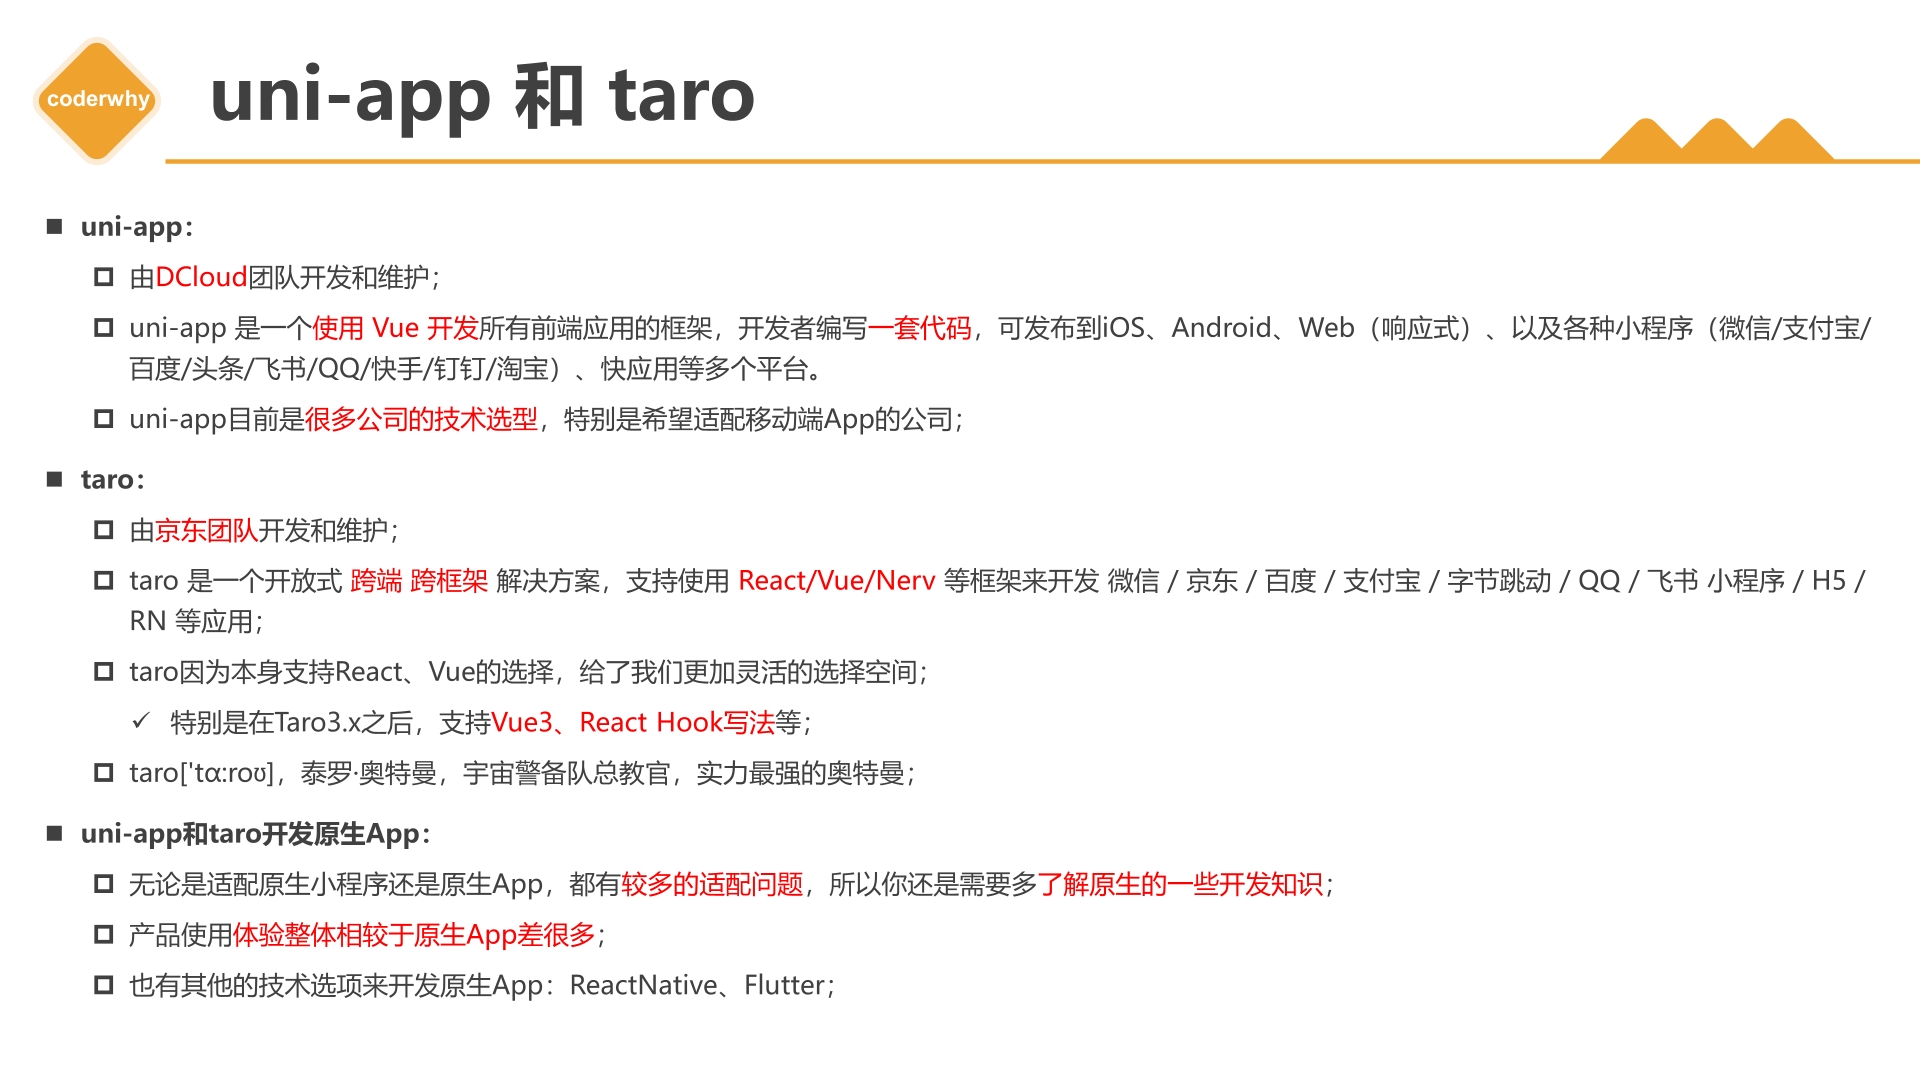 coderwhy
uni-app 和 taro
uni-app：
由DCloud团队开发和维护；
uni-app 是一个使用 Vue 开发所有前端应用的框架，开发者编写一套代码，可发布到iOS、Android、Web（响应式）、以及各种小程序（微信/支付宝/
百度/头条/飞书/QQ/快手/钉钉/淘宝）、快应用等多个平台。
uni-app目前是很多公司的技术选型，特别是希望适配移动端App的公司；
taro：
由京东团队开发和维护；
taro 是一个开放式 跨端 跨框架 解决方案，支持使用 React/Vue/Nerv 等框架来开发 微信 / 京东 / 百度 / 支付宝 / 字节跳动 / QQ / 飞书 小程序 / H5 /
RN 等应用；
taro因为本身支持React、Vue的选择，给了我们更加灵活的选择空间；
✓ 特别是在Taro3.x之后，支持Vue3、React Hook写法等；
taro['tɑ:roʊ]，泰罗·奥特曼，宇宙警备队总教官，实力最强的奥特曼；
uni-app和taro开发原生App：
无论是适配原生小程序还是原生App，都有较多的适配问题，所以你还是需要多了解原生的一些开发知识；
产品使用体验整体相较于原生App差很多；
也有其他的技术选项来开发原生App：ReactNative、Flutter；